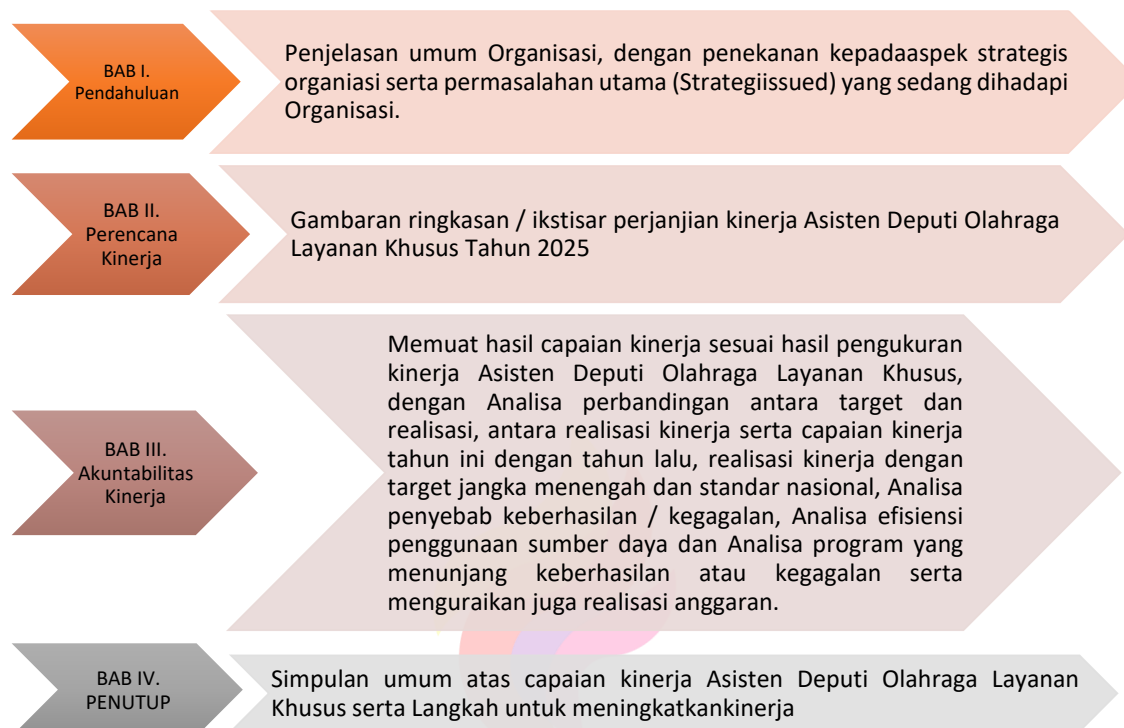 BAB I.
Pendahuluan
Penjelasan umum Organisasi, dengan penekanan kepadaaspek strategis
organiasi serta permasalahan utama (Strategiissued) yang sedang dihadapi
Organisasi.
BAB II.
Perencana
Kinerja
Gambaran ringkasan / ikstisar perjanjian kinerja Asisten Deputi Olahraga
Layanan Khusus Tahun 2025
BAB III.
Akuntabilitas
Kinerja
Memuat hasil capaian kinerja sesuai hasil pengukuran
kinerja Asisten Deputi Olahraga Layanan Khusus,
dengan Analisa perbandingan antara target dan
realisasi, antara realisasi kinerja serta capaian kinerja
tahun ini dengan tahun lalu, realisasi kinerja dengan
target jangka menengah dan standar nasional, Analisa
penyebab keberhasilan / kegagalan, Analisa efisiensi
penggunaan sumber daya dan Analisa program yang
menunjang keberhasilan atau kegagalan serta
menguraikan juga realisasi anggaran.
BAB IV.
PENUTUP
Simpulan umum atas capaian kinerja Asisten Deputi Olahraga Layanan
Khusus serta Langkah untuk meningkatkankinerja